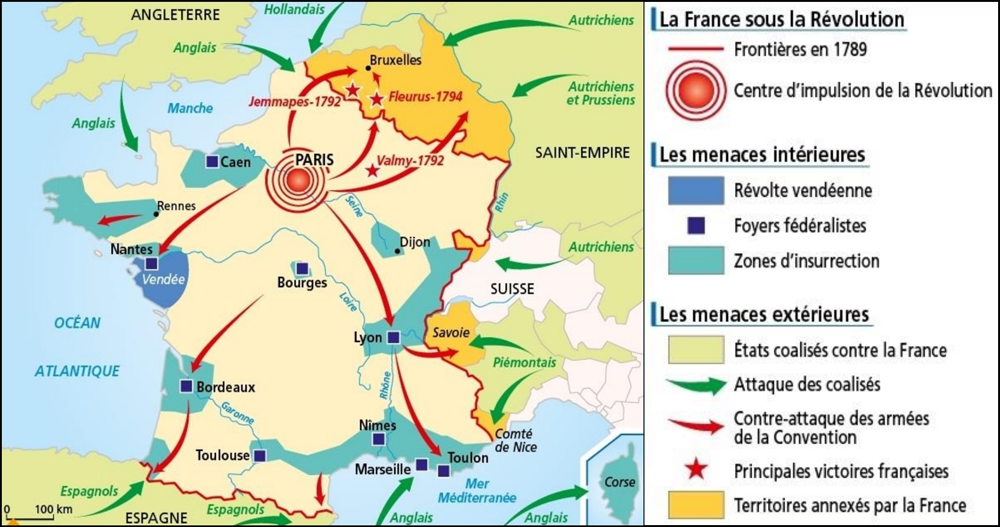 ANGLETERRE
Hollandais
Autrichiens
Anglais
Bruxelles
Autrichiens
et Prussiens
Jemmapes-1792
Fleurus-1794
Manche
Anglais
SAINT-EMPIRE
Caen
PARIS
Valmy-1792
Rennes
Seine
Rhin
Nantes
Dijon
Autrichiens
Vendée
Bourges
SUISSE
Loire
OCÉAN
ATLANTIQUE
Lyon
Savoie
Piémontais
Bordeaux
Rhône
Garonne
Nîmes
Comté
de Nice
Toulouse
Toulon
Marseille
Mer
Méditerranée
Corse
Espagnols
Espagnols
0 100 km
ESPAGNE
Anglais
Anglais
La France sous la Révolution
Frontières en 1789
Centre d'impulsion de la Révolution
Les menaces intérieures
Révolte vendéenne
Foyers fédéralistes
Zones d'insurrection
Les menaces extérieures
États coalisés contre la France
Attaque des coalisés
Contre-attaque des armées
de la Convention
Principales victoires françaises
Territoires annexés par la France